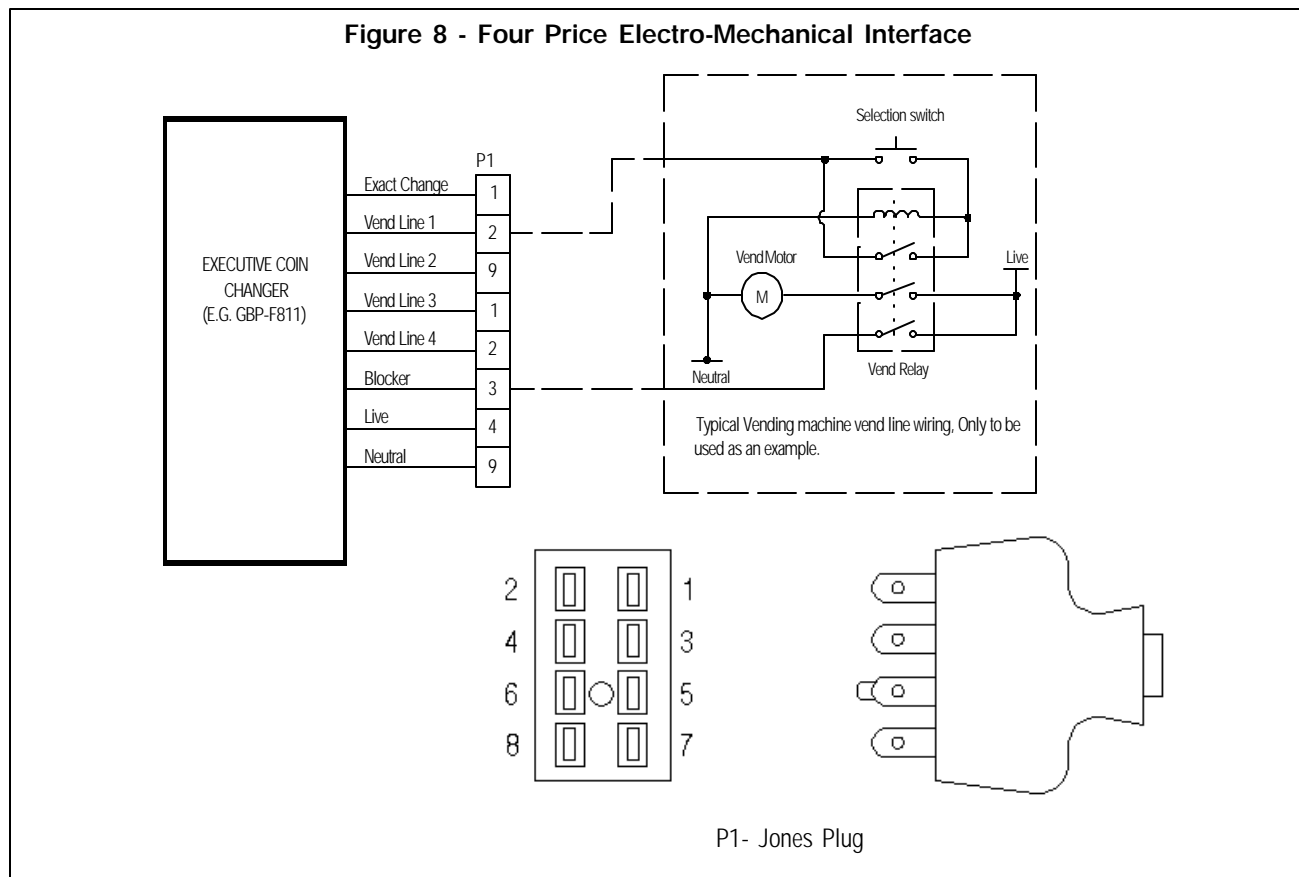 Figure 8 - Four Price Electro-Mechanical Interface
Selection switch
P1
Exact Change
1
Vend Line 1
2
Vend Line 2
9
Vend Line 3
1
Vend Line 4
2
Blocker
3
Live
4
Neutral
9
EXECUTIVE COIN
CHANGER
(E.G. GBP-F811)
Vend Motor
M
Live
Neutral
Vend Relay
Typical Vending machine vend line wiring, Only to be
used as an example.
2 1
4 3
6 5
8 7
P1- Jones Plug